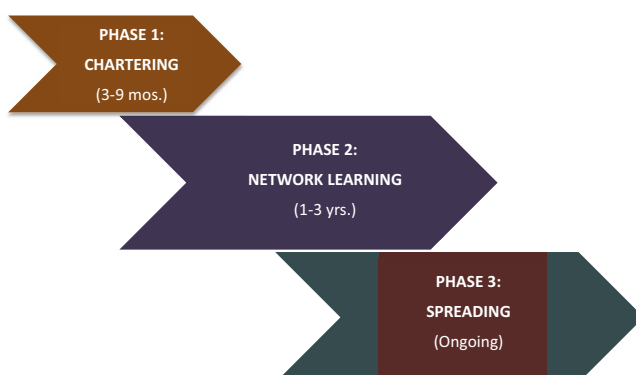 PHASE 1:
CHARTERING
(3-9 mos.)
PHASE 2:
NETWORK LEARNING
(1-3 yrs.)
PHASE 3:
SPREADING
(Ongoing)